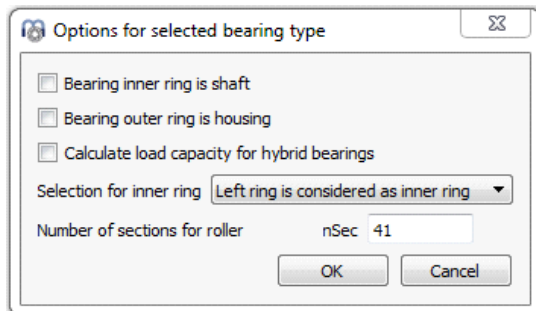 Options for selected bearing type
Bearing inner ring is shaft
Bearing outer ring is housing
Calculate load capacity for hybrid bearings
Selection for inner ring Left ring is considered as inner ring
Number of sections for roller nSec 41
OK Cancel